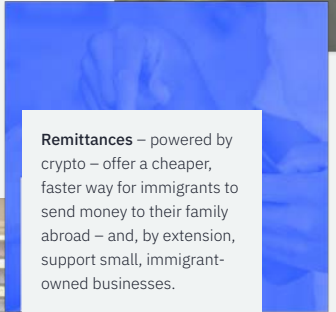 Remittances – powered by
crypto – offer a cheaper,
faster way for immigrants to
send money to their family
abroad – and, by extension,
support small, immigrant-
owned businesses.